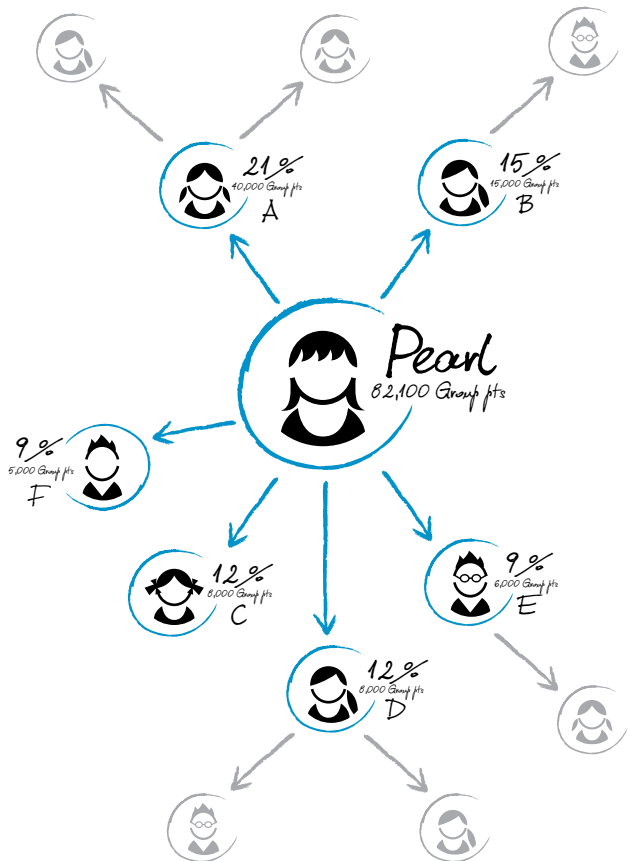 21%
40,000 Group pts
A
15%
15,000 Group pts
B
Pearl
82,100 Group pts
9%
5,000 Group pts
F
12%
8,000 Group pts
C
9%
6,000 Group pts
E
12%
8,000 Group pts
D